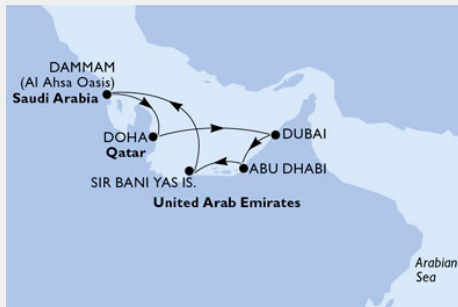 DAMMAM
(Al Ahsa Oasis)
Saudi Arabia
DOHA
Qatar
DUBAI
ABU DHABI
SIR BANI YAS IS.
United Arab Emirates
Arabian
Sea